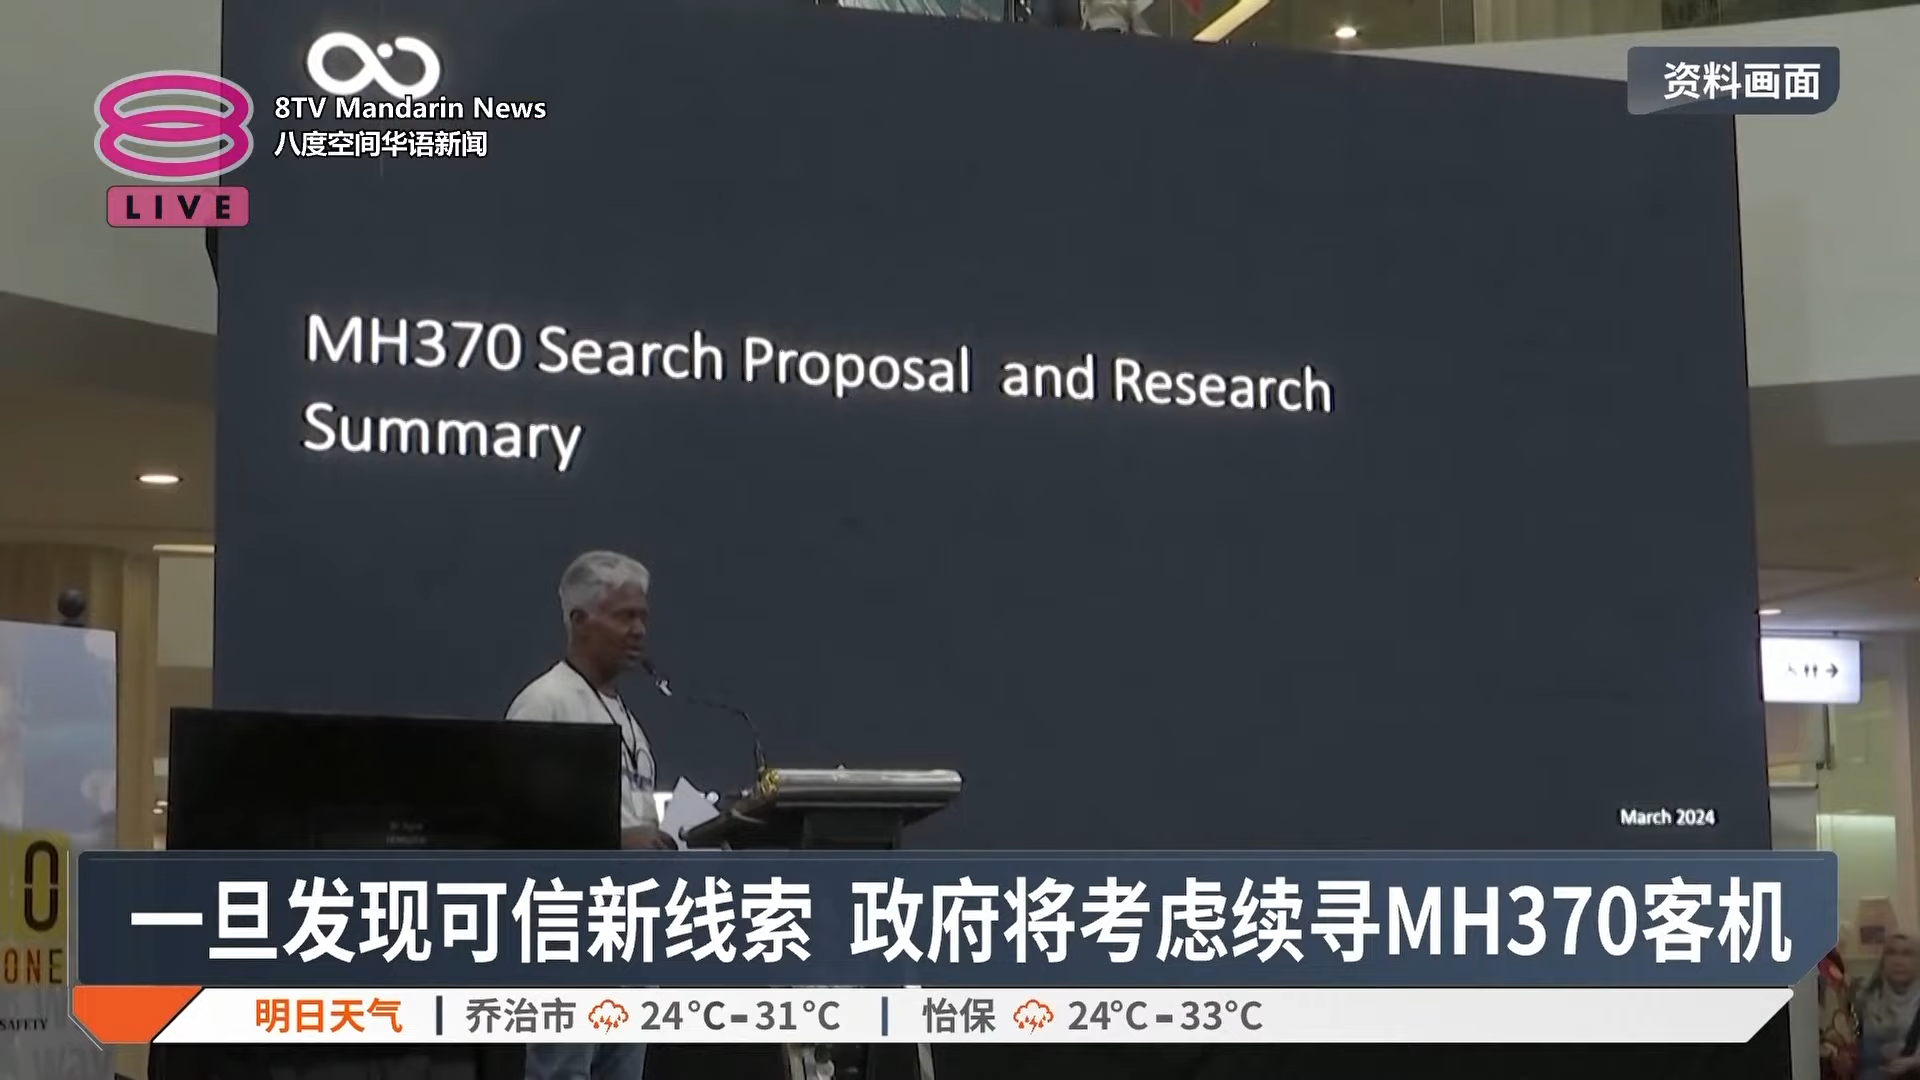 资料画面
8TV Mandarin News
八度空间华语新闻
LIVE
MH370 Search Proposal and Research
Summary
March 2024
0
ONE
SAFETY
一旦发现可信新线索 政府将考虑续寻MH370客机
明日天气 | 乔治市 24°C-31°C | 怡保 24°C-33°C